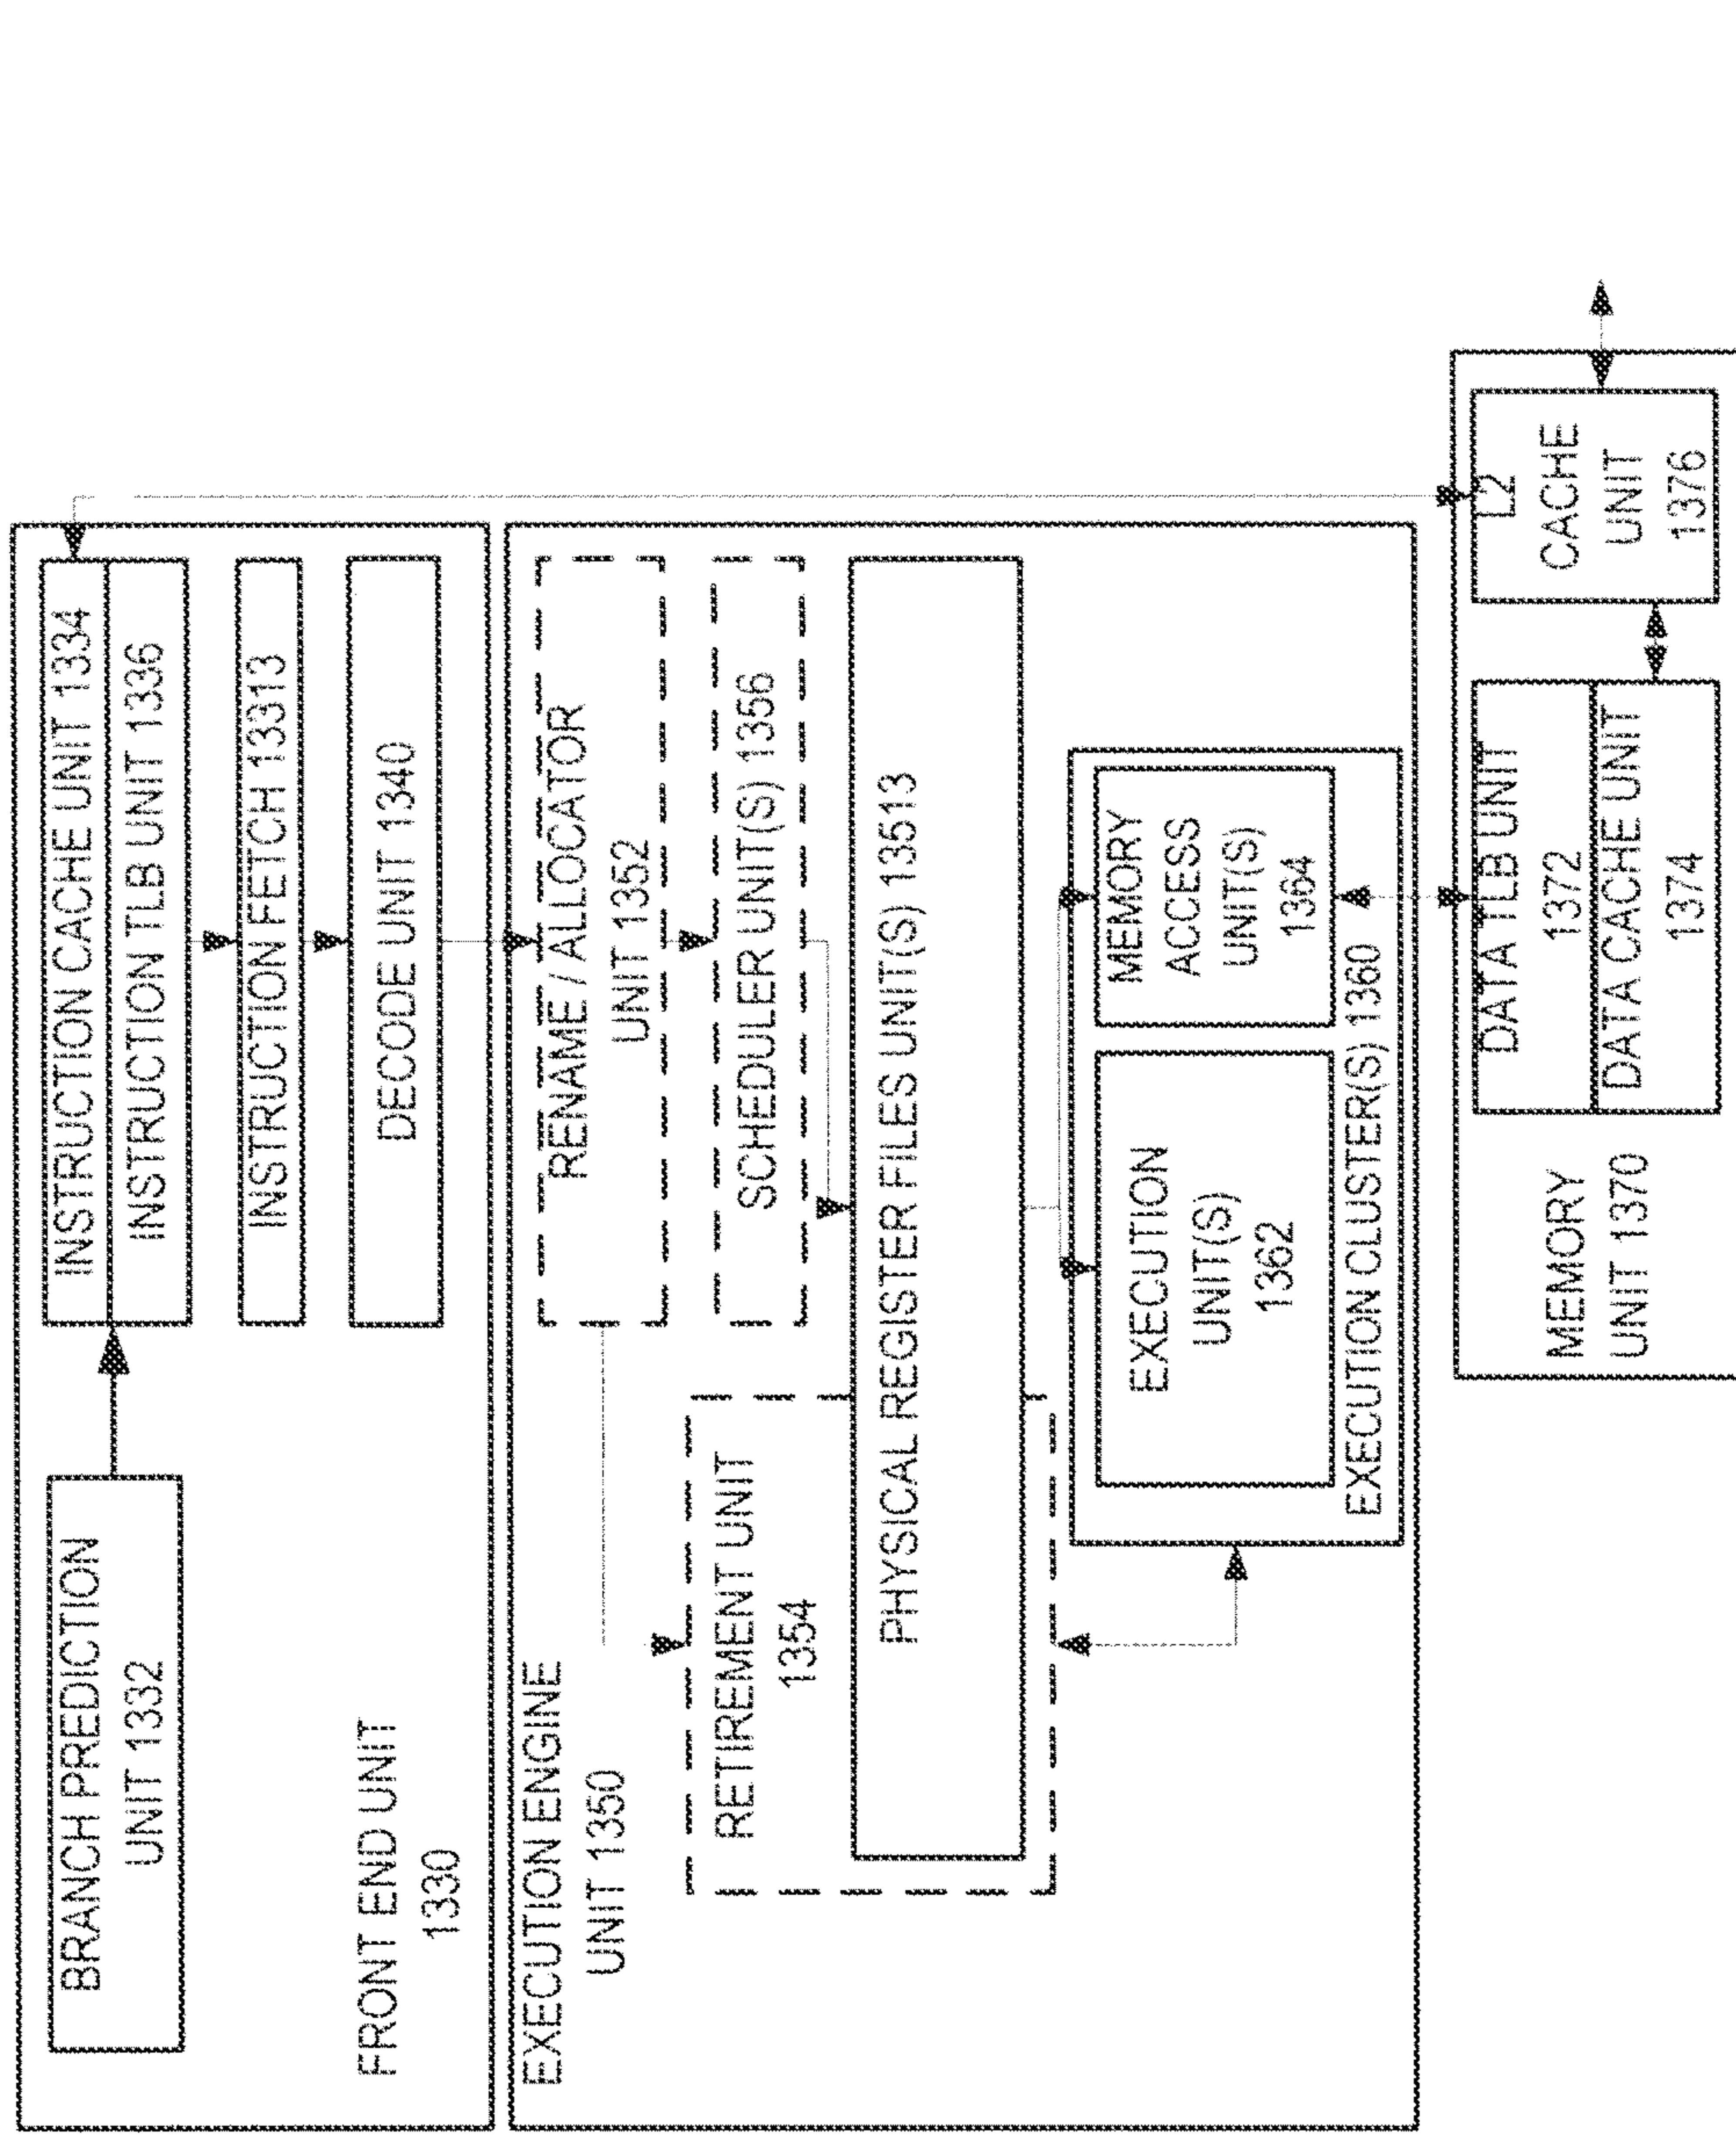 BRANCH PREDICTION
UNIT 1332
INSTRUCTION CACHE UNIT 1334
INSTRUCTION TLB UNIT 1336
INSTRUCTION FETCH 13313
DECODE UNIT 1340
FRONT END UNIT
1330
EXECUTION ENGINE
UNIT 1350
RENAME / ALLOCATOR
UNIT 1352
RETIREMENT UNIT
1354
SCHEDULER UNIT(S) 1356
PHYSICAL REGISTER FILES UNIT(S) 13513
EXECUTION
UNIT(S)
1362
MEMORY
ACCESS
UNIT(S)
1364
EXECUTION CLUSTER(S) 1360
MEMORY
UNIT 1370
DATA TLB UNIT
1372
DATA CACHE UNIT
1374
L2
CACHE
UNIT
1376